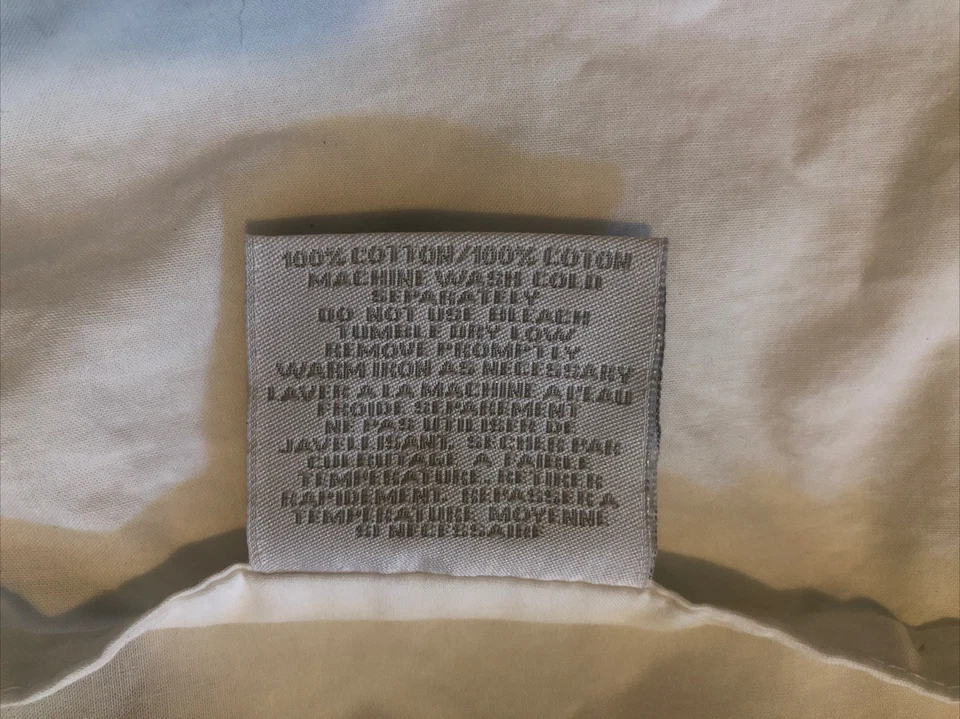 100% COTTON/100% COTON
MACHINE WASH COLD
SEPARATELY
DO NOT USE BLEACH
TUMBLE DRY LOW
REMOVE PROMPTLY
WARM IRON AS NECESSARY
LAVER A LA MACHINE A L'EAU
FROIDE SEPAREMENT
NE PAS UTILISER DE
JAVELLISANT. SECHER PAR
CULBUTAGE A FAIBLE
TEMPERATURE. RETIRER
RAPIDEMENT. REPASSER A
TEMPERATURE MOYENNE
SI NECESSAIRE